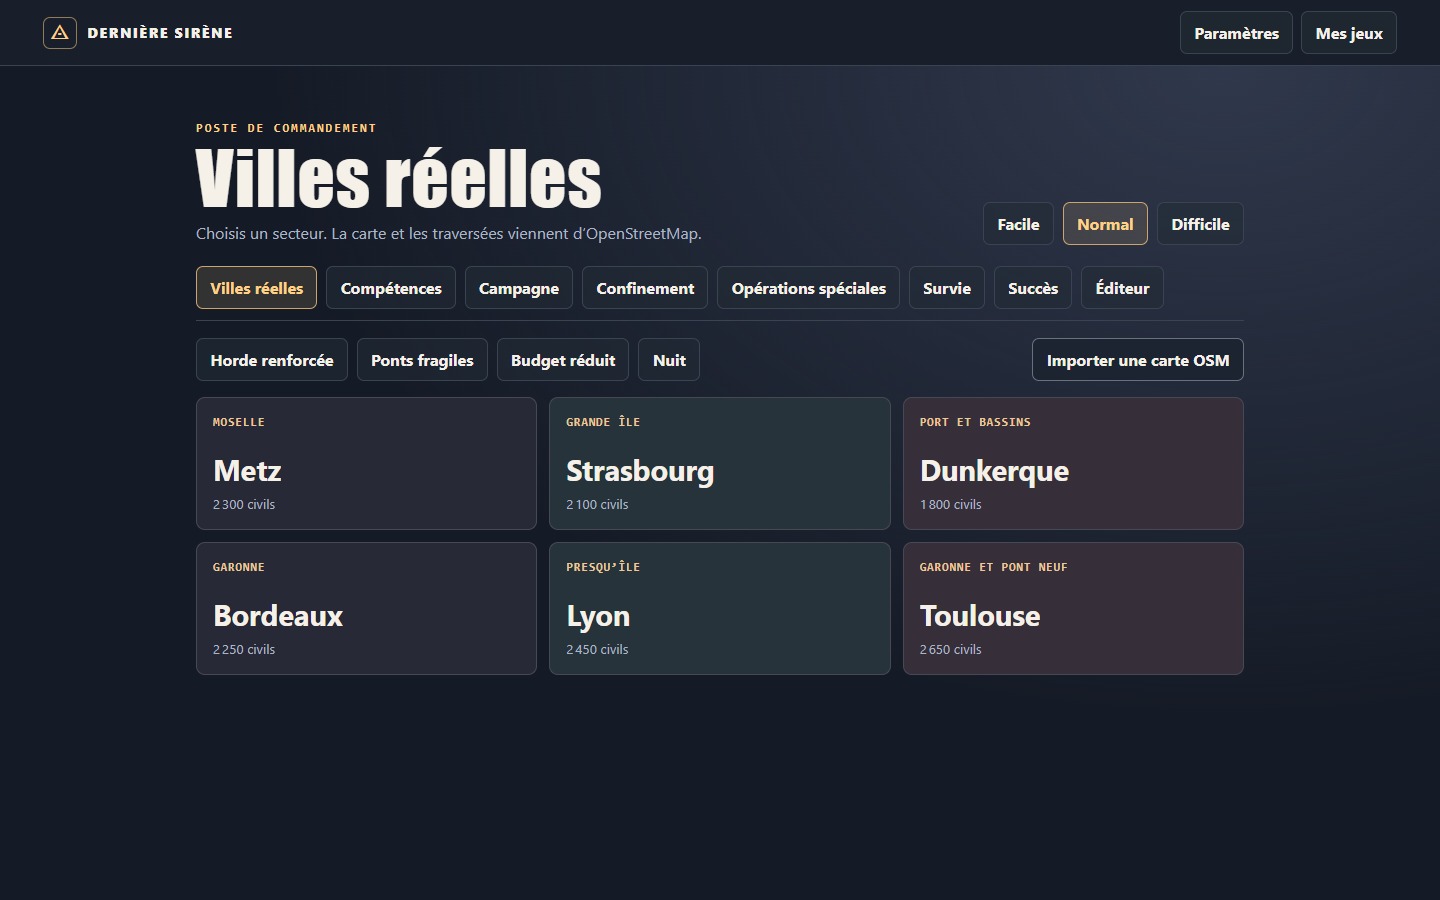 DERNIÈRE SIRÈNE
Paramètres Mes jeux
POSTE DE COMMANDEMENT
Villes réelles
Choisis un secteur. La carte et les traversées viennent d’OpenStreetMap.
Facile Normal Difficile
Villes réelles Compétences Campagne Confinement Opérations spéciales Survie Succès Éditeur
Horde renforcée Ponts fragiles Budget réduit Nuit Importer une carte OSM
MOSELLE
Metz
2 300 civils
GRANDE ÎLE
Strasbourg
2 100 civils
PORT ET BASSINS
Dunkerque
1 800 civils
GARONNE
Bordeaux
2 250 civils
PRESQU’ÎLE
Lyon
2 450 civils
GARONNE ET PONT NEUF
Toulouse
2 650 civils